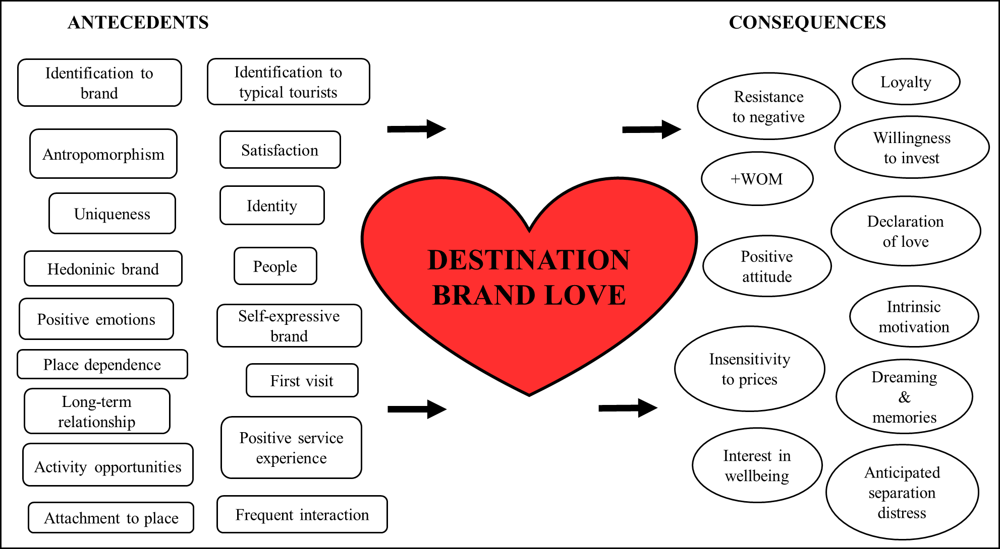 ANTECEDENTS
Identification to
brand
Antropomorphism
Uniqueness
Hedoninic brand
Positive emotions
Place dependence
Long-term
relationship
Activity opportunities
Attachment to place
Identification to
typical tourists
Satisfaction
Identity
People
Self-expressive
brand
First visit
Positive service
experience
Frequent interaction
DESTINATION
BRAND LOVE
CONSEQUENCES
Resistance
to negative
+WOM
Positive
attitude
Insensitivity
to prices
Interest in
wellbeing
Loyalty
Willingness
to invest
Declaration
of love
Intrinsic
motivation
Dreaming
&
memories
Anticipated
separation
distress